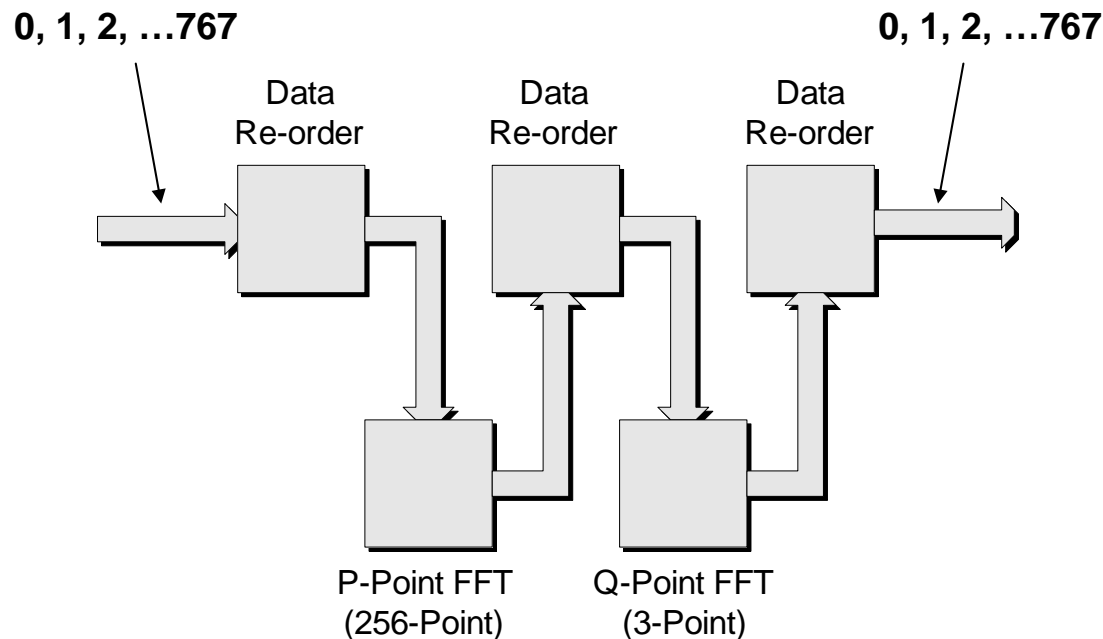 0, 1, 2, …767
0, 1, 2, …767
Data
Re-order
Data
Re-order
Data
Re-order
P-Point FFT
(256-Point)
Q-Point FFT
(3-Point)